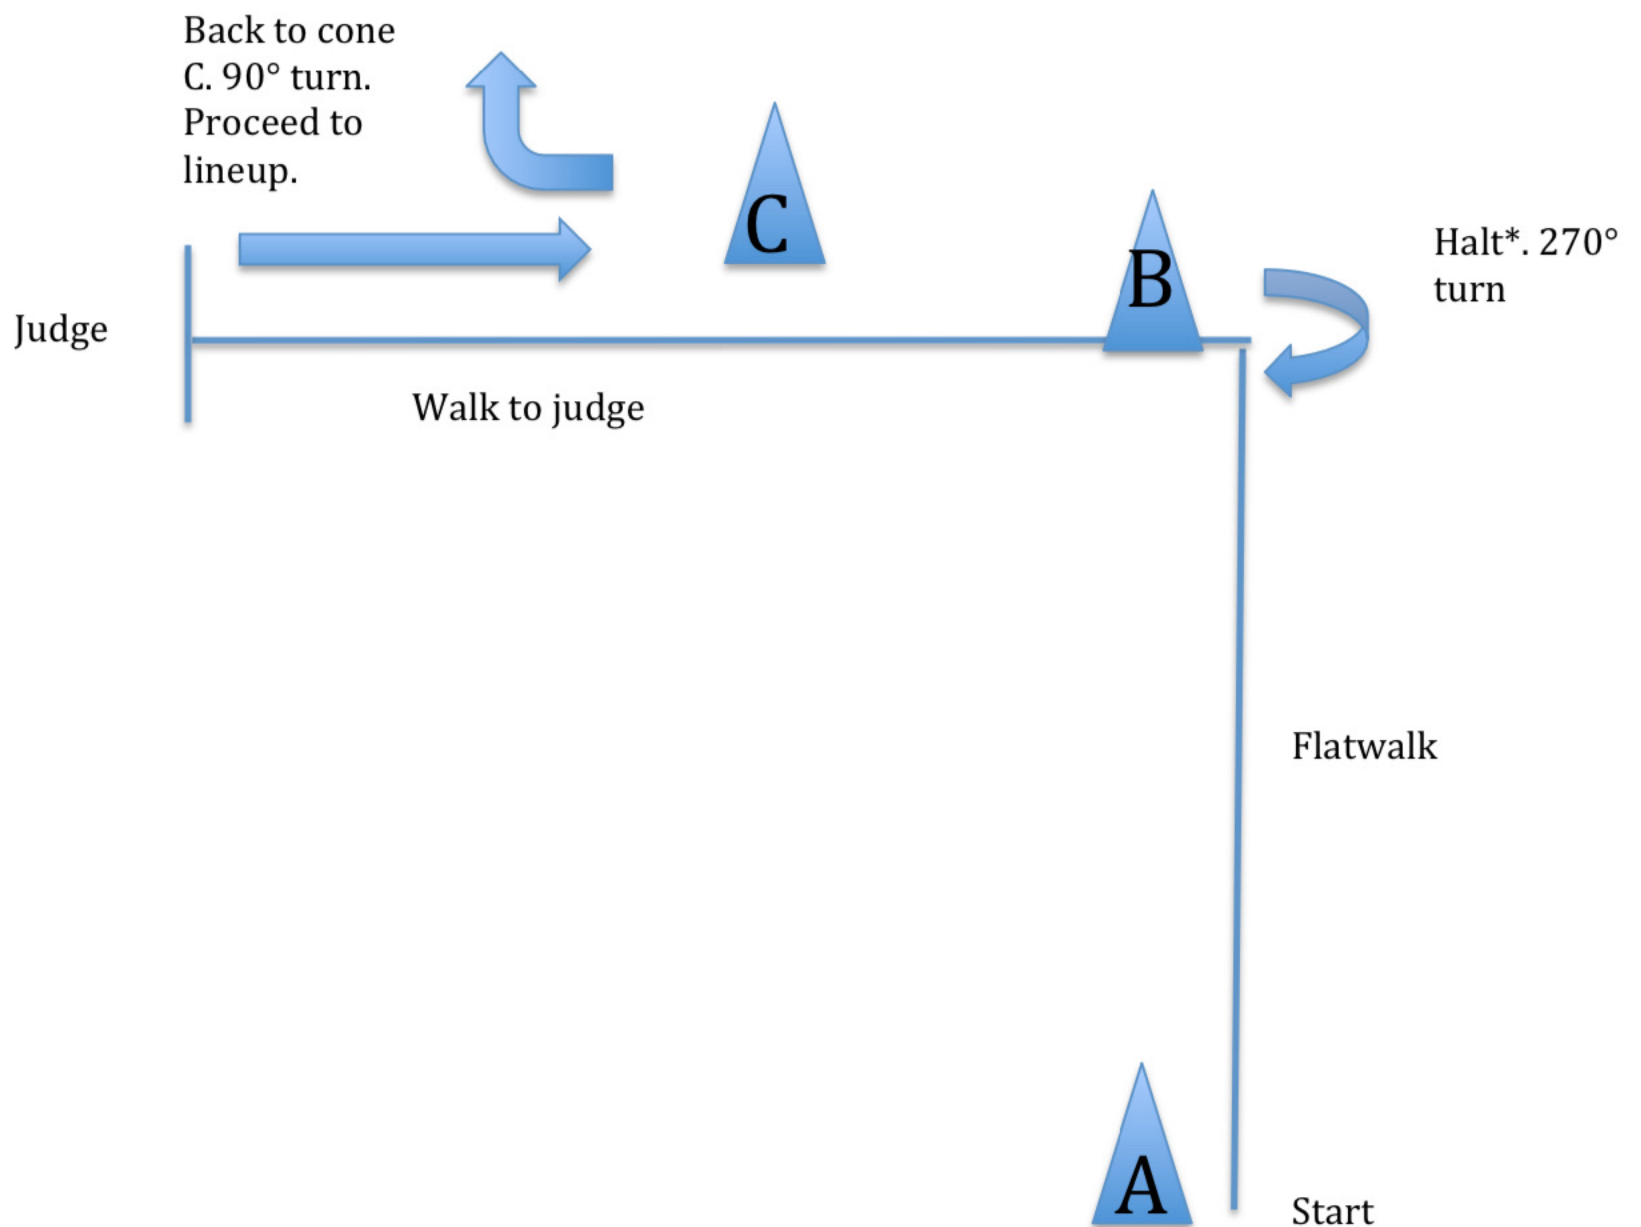 Back to cone
C. 90° turn.
Proceed to
lineup.
C
B
Halt*. 270°
turn
Judge
Walk to judge
Flatwalk
A
Start